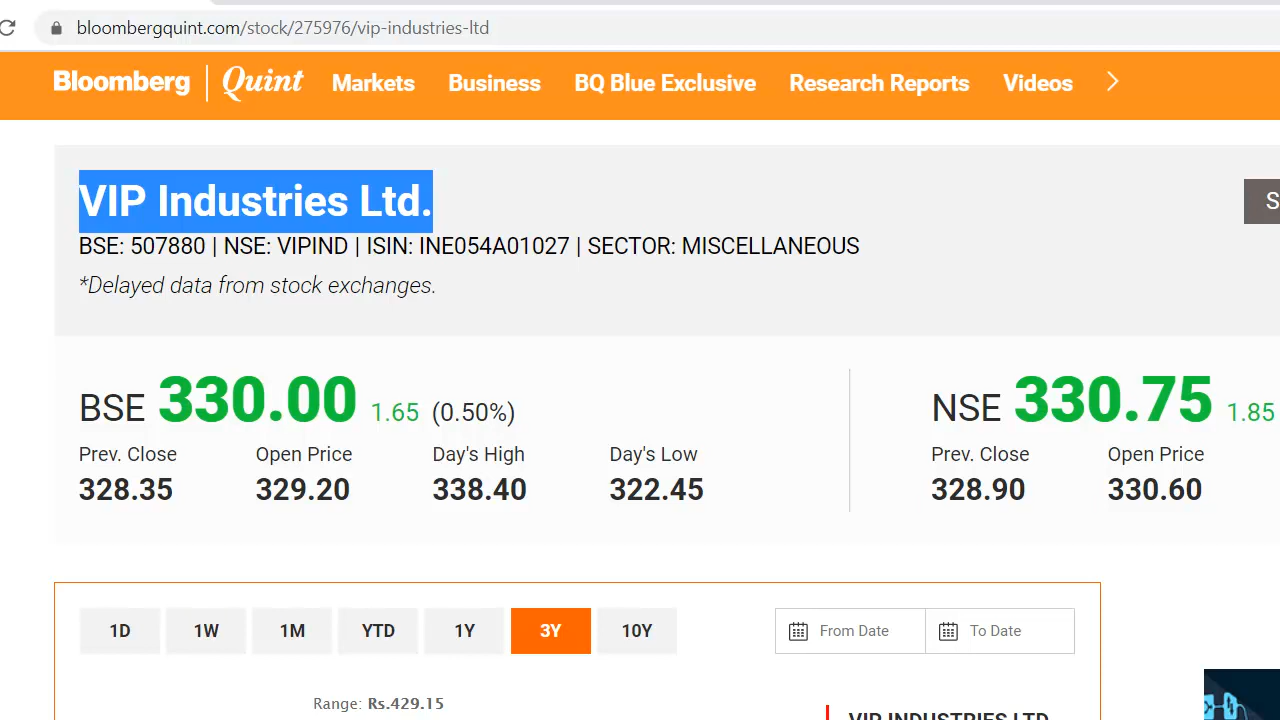 bloombergquint.com/stock/275976/vip-industries-ltd
Bloomberg | Quint Markets Business BQ Blue Exclusive Research Reports Videos
VIP Industries Ltd.
S
BSE: 507880 | NSE: VIPIND | ISIN: INE054A01027 | SECTOR: MISCELLANEOUS
*Delayed data from stock exchanges.
BSE 330.00 1.65 (0.50%)
Prev. Close Open Price Day's High Day's Low
328.35 329.20 338.40 322.45
NSE 330.75 1.85
Prev. Close Open Price
328.90 330.60
1D 1W 1M YTD 1Y 3Y 10Y From Date To Date
Range: Rs.429.15
VIP INDUSTRIES LTD